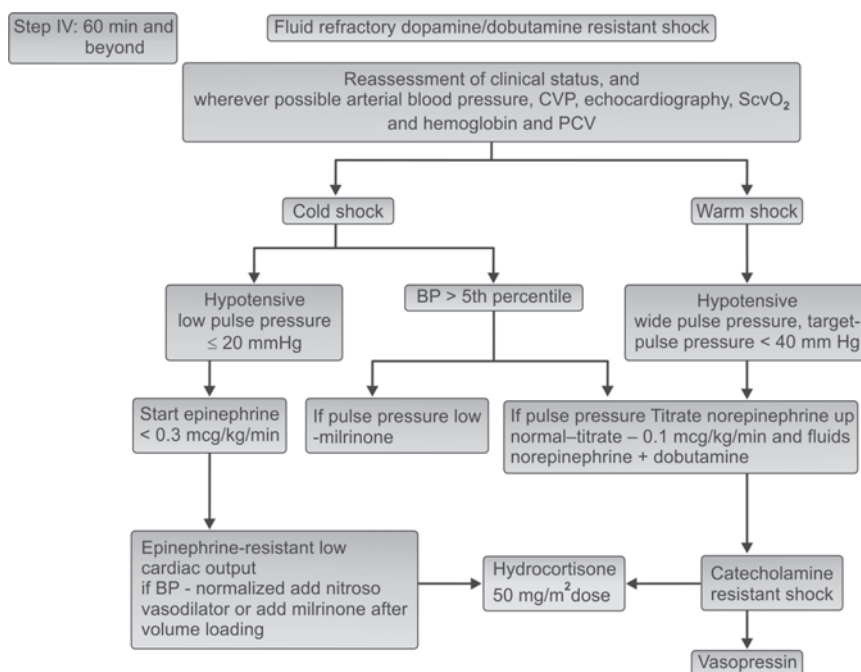 Step IV: 60 min and
beyond
Fluid refractory dopamine/dobutamine resistant shock
Reassessment of clinical status, and
wherever possible arterial blood pressure, CVP, echocardiography, ScvO₂
and hemoglobin and PCV
Cold shock
Warm shock
Hypotensive
low pulse pressure
≤ 20 mmHg
BP > 5th percentile
Hypotensive
wide pulse pressure, target-
pulse pressure < 40 mm Hg
Start epinephrine
< 0.3 mcg/kg/min
If pulse pressure low
-milrinone
If pulse pressure Titrate norepinephrine up
normal–titrate – 0.1 mcg/kg/min and fluids
norepinephrine + dobutamine
Epinephrine-resistant low
cardiac output
if BP - normalized add nitroso
vasodilator or add milrinone after
volume loading
Hydrocortisone
50 mg/m²dose
Catecholamine
resistant shock
Vasopressin